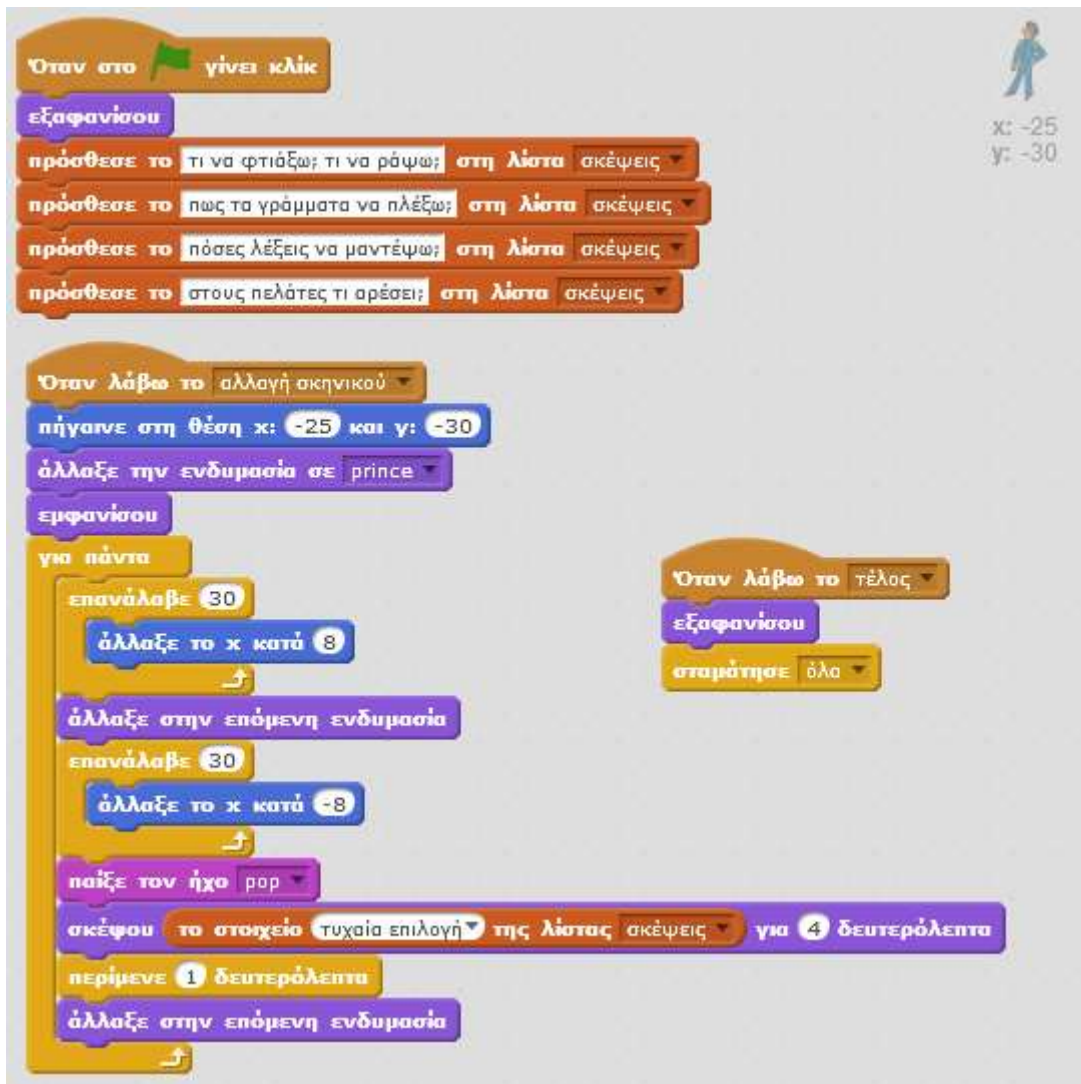 Όταν στο γίνει κλίκ
εξαφανίσου
πρόσθεσε το τι να φτιάξω; τι να ράψω; στη λίστα σκέψεις
πρόσθεσε το πως τα γράμματα να πλέξω; στη λίστα σκέψεις
πρόσθεσε το πόσες λέξεις να μαντέψω; στη λίστα σκέψεις
πρόσθεσε το στους πελάτες τι αρέσει; στη λίστα σκέψεις
x: -25
y: -30
Όταν λάβω το αλλαγή σκηνικού
πήγαινε στη θέση x: -25 και y: -30
άλλαξε την ενδυμασία σε prince
εμφανίσου
για πάντα
επανάλαβε 30
άλλαξε το x κατά 8
άλλαξε στην επόμενη ενδυμασία
επανάλαβε 30
άλλαξε το x κατά -8
παίξε τον ήχο pop
σκέψου το στοιχείο τυχαία επιλογή της λίστας σκέψεις για 4 δευτερόλεπτα
περίμενε 1 δευτερόλεπτα
άλλαξε στην επόμενη ενδυμασία
Όταν λάβω το τέλος
εξαφανίσου
σταμάτησε όλα